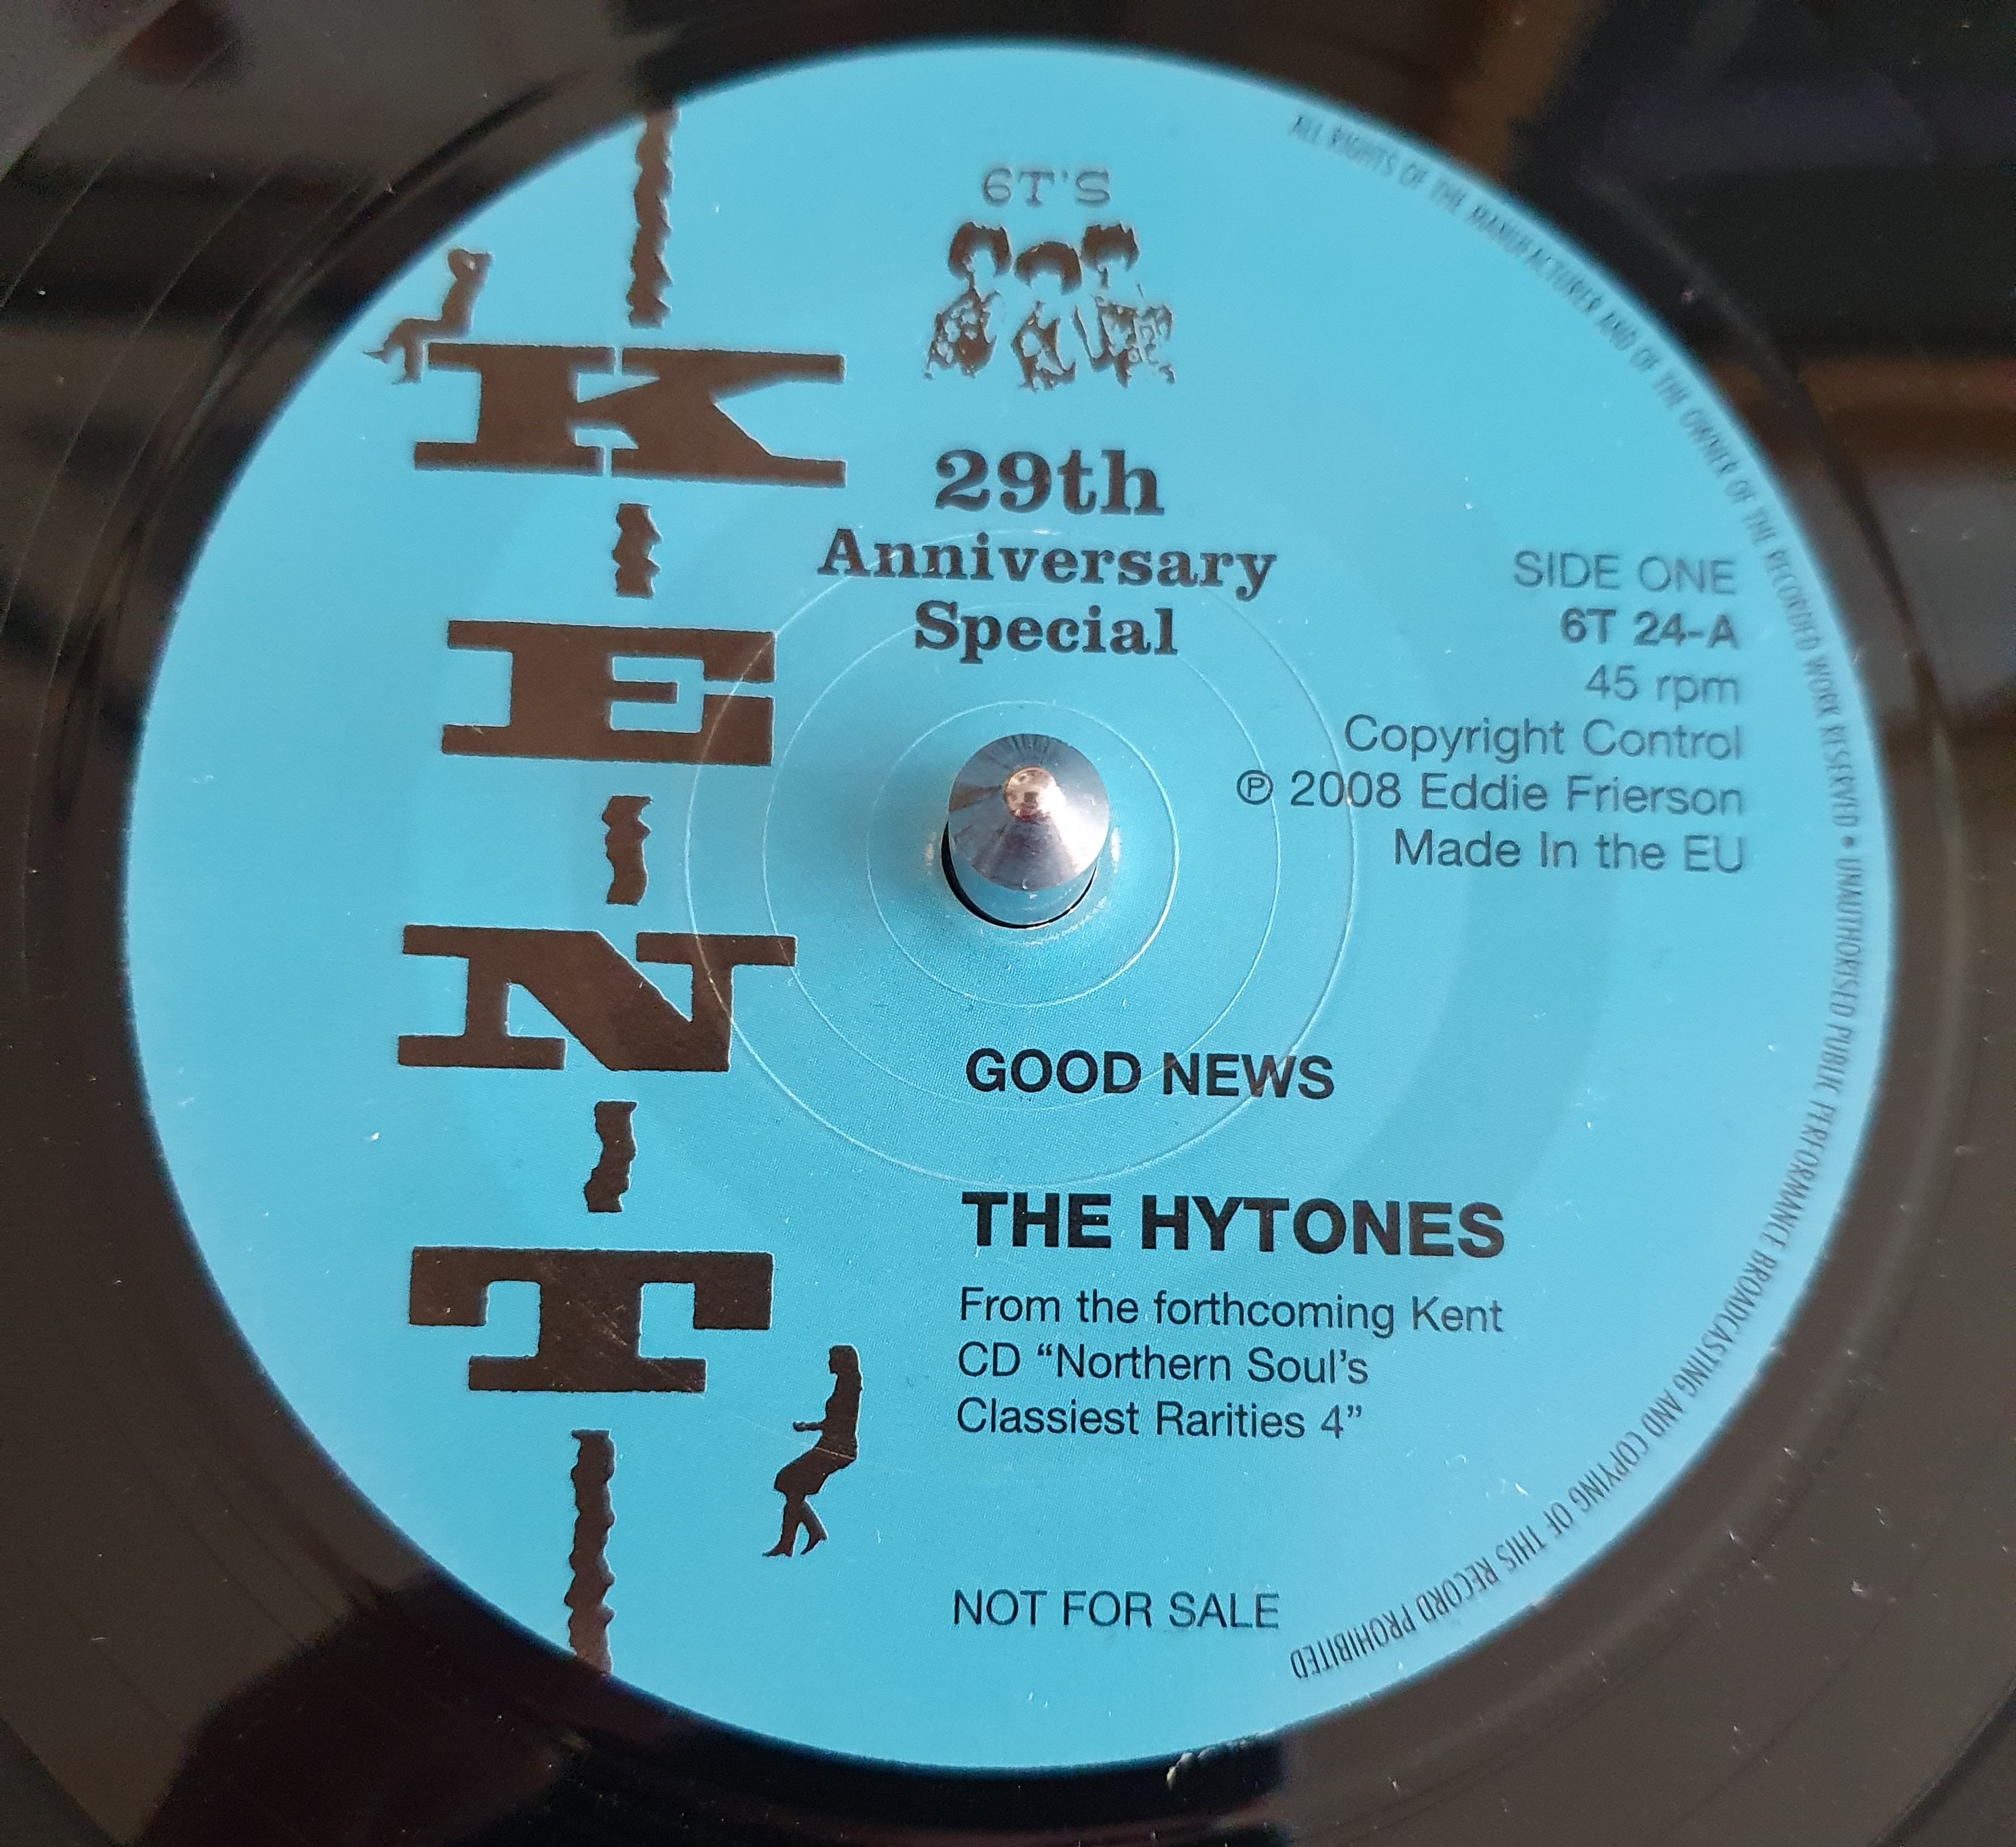 6T'S
KENT
29th
Anniversary
Special
SIDE ONE
6T 24-A
45 rpm
Copyright Control
℗ 2008 Eddie Frierson
Made In the EU
GOOD NEWS
THE HYTONES
From the forthcoming Kent
CD “Northern Soul’s
Classiest Rarities 4”
NOT FOR SALE
ALL RIGHTS OF THE MANUFACTURER AND OF THE OWNER OF THE RECORDED WORK RESERVED • UNAUTHORISED PUBLIC PERFORMANCE BROADCASTING AND COPYING OF THIS RECORD PROHIBITED